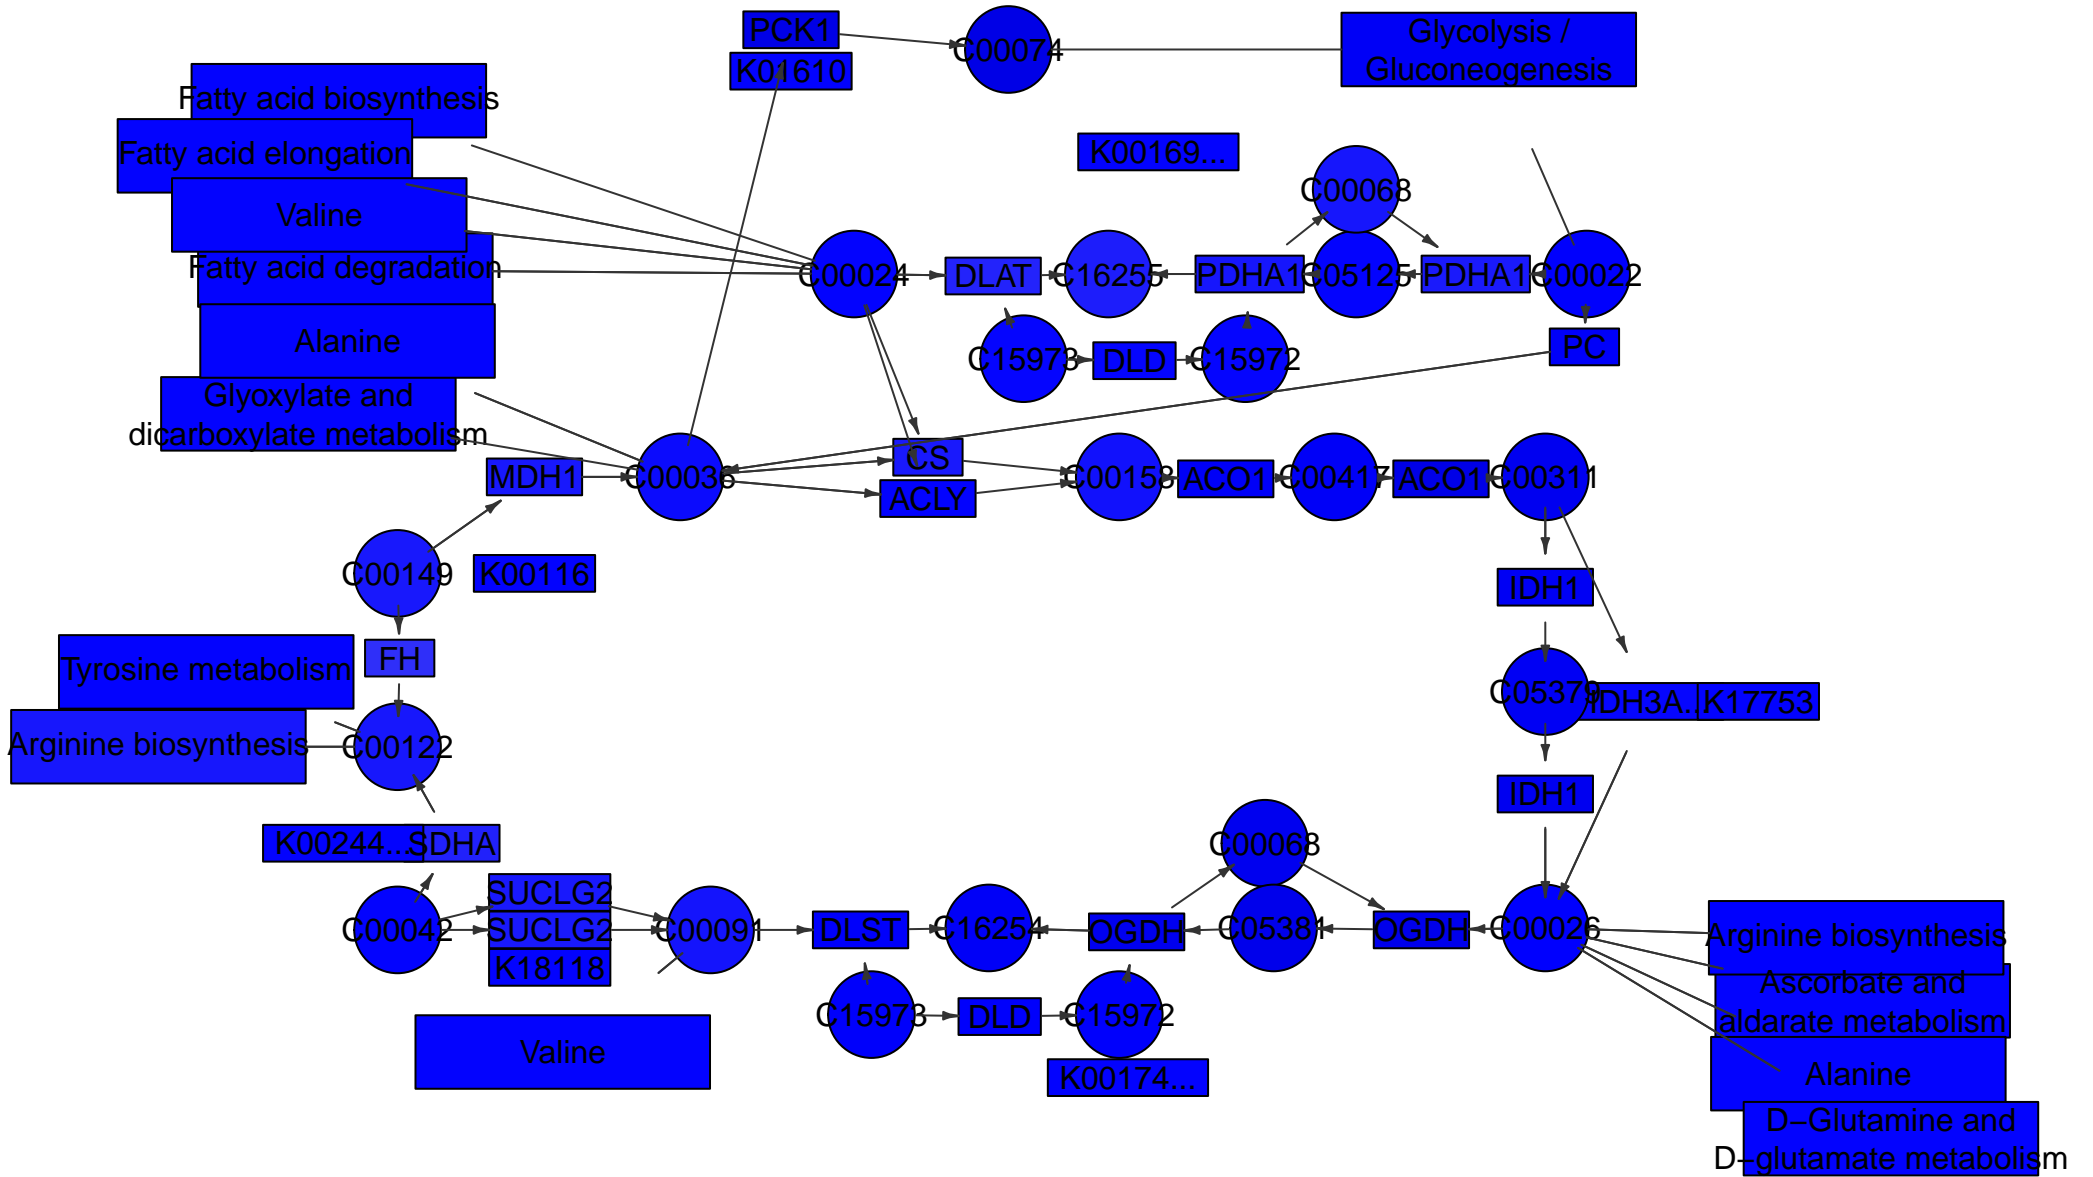 PCK1
C00074
Glycolysis /
Gluconeogenesis
K01610
Fatty acid biosynthesis
Fatty acid elongation
K00169...
C00068
Valine
Fatty acid degradation
C00024
DLAT
C16255
PDHA1
C05125
PDHA1
C00022
Alanine
C15973
DLD
C15972
PC
Glyoxylate and
dicarboxylate metabolism
MDH1
C00036
CS
ACLY
C00158
ACO1
C00417
ACO1
C00311
C00149
K00116
IDH1
FH
Tyrosine metabolism
C05379
IDH3A...
K17753
Arginine biosynthesis
C00122
IDH1
K00244...
SDHA
C00068
SUCLG2
C00042
SUCLG2
C00091
DLST
C16254
OGDH
C05381
OGDH
C00026
Arginine biosynthesis
K18118
Ascorbate and
aldarate metabolism
C15973
DLD
C15972
Valine
K00174...
Alanine
D−Glutamine and
D−glutamate metabolism